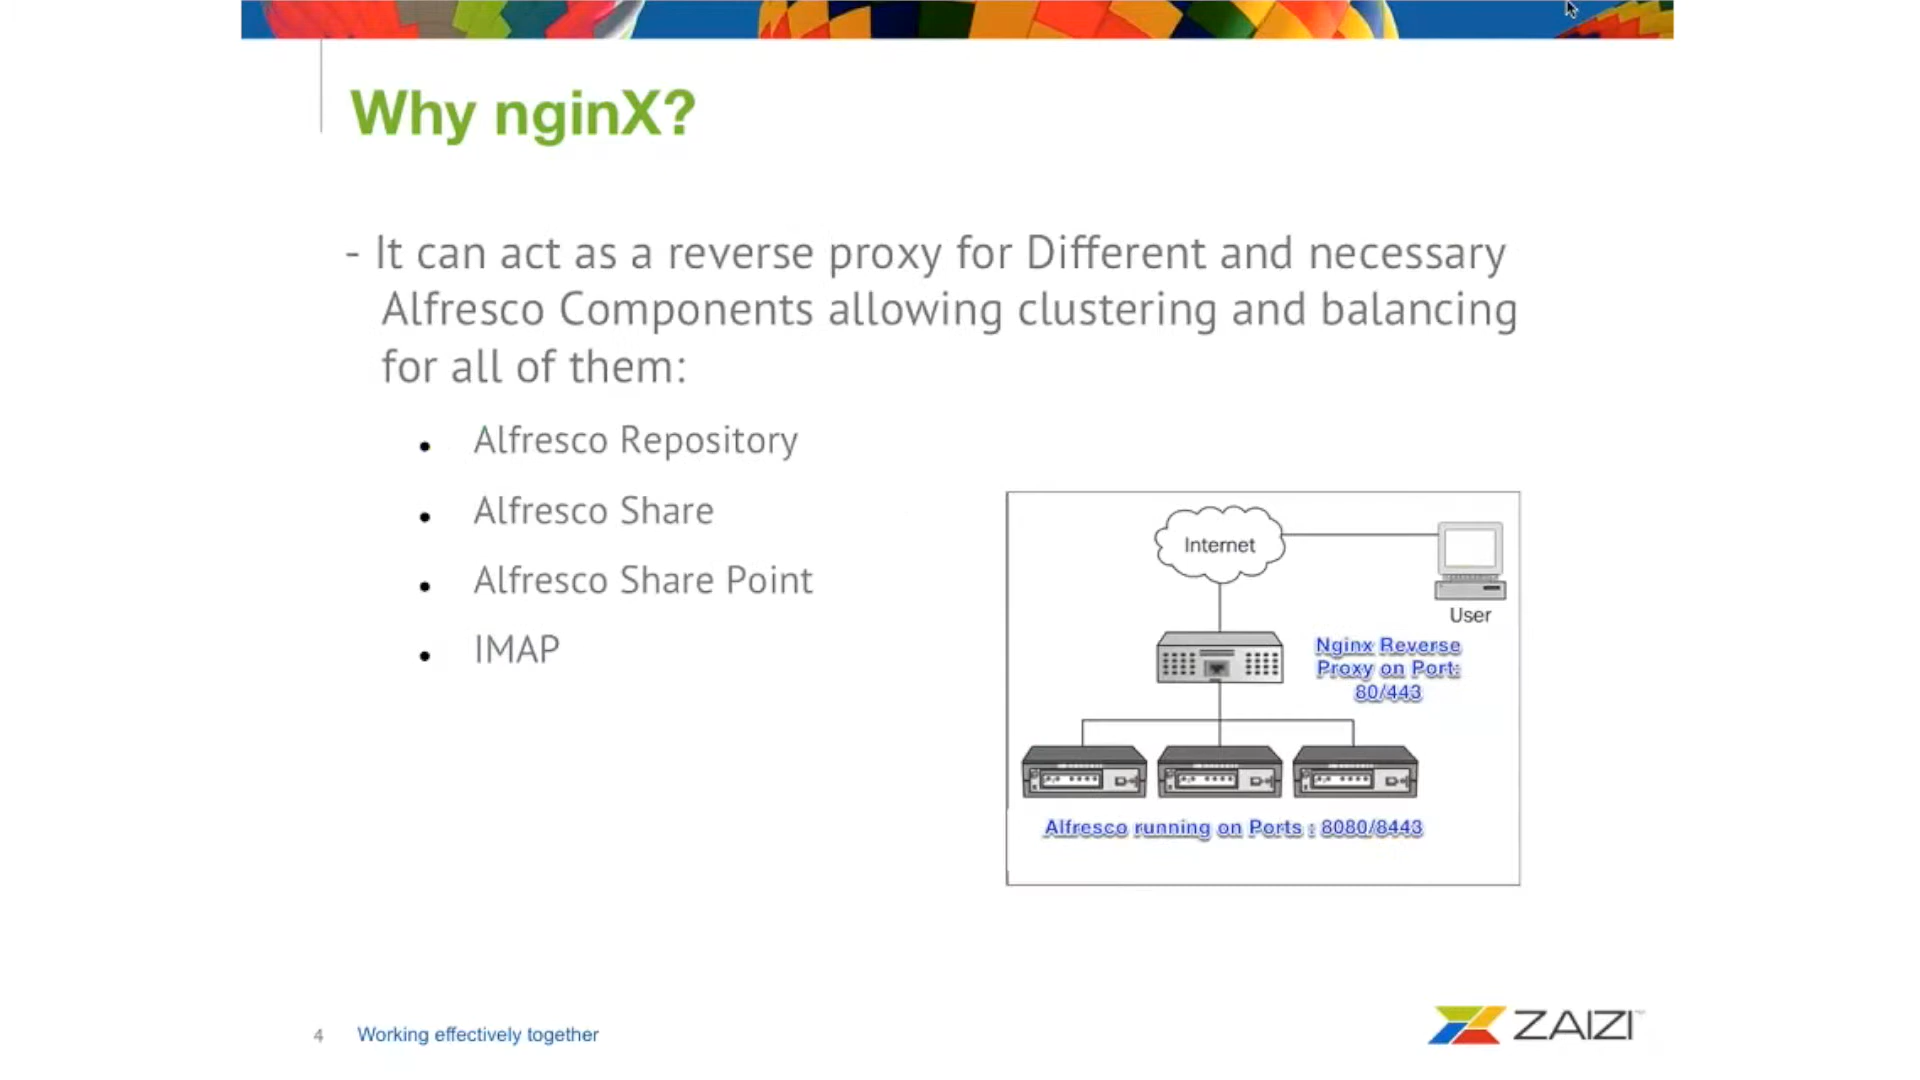 Why nginX?
- It can act as a reverse proxy for Different and necessary
Alfresco Components allowing clustering and balancing
for all of them:
• Alfresco Repository
• Alfresco Share
• Alfresco Share Point
• IMAP
Internet
User
Nginx Reverse
Proxy on Port:
80/443
Alfresco running on Ports : 8080/8443
4 Working effectively together
ZAIZI